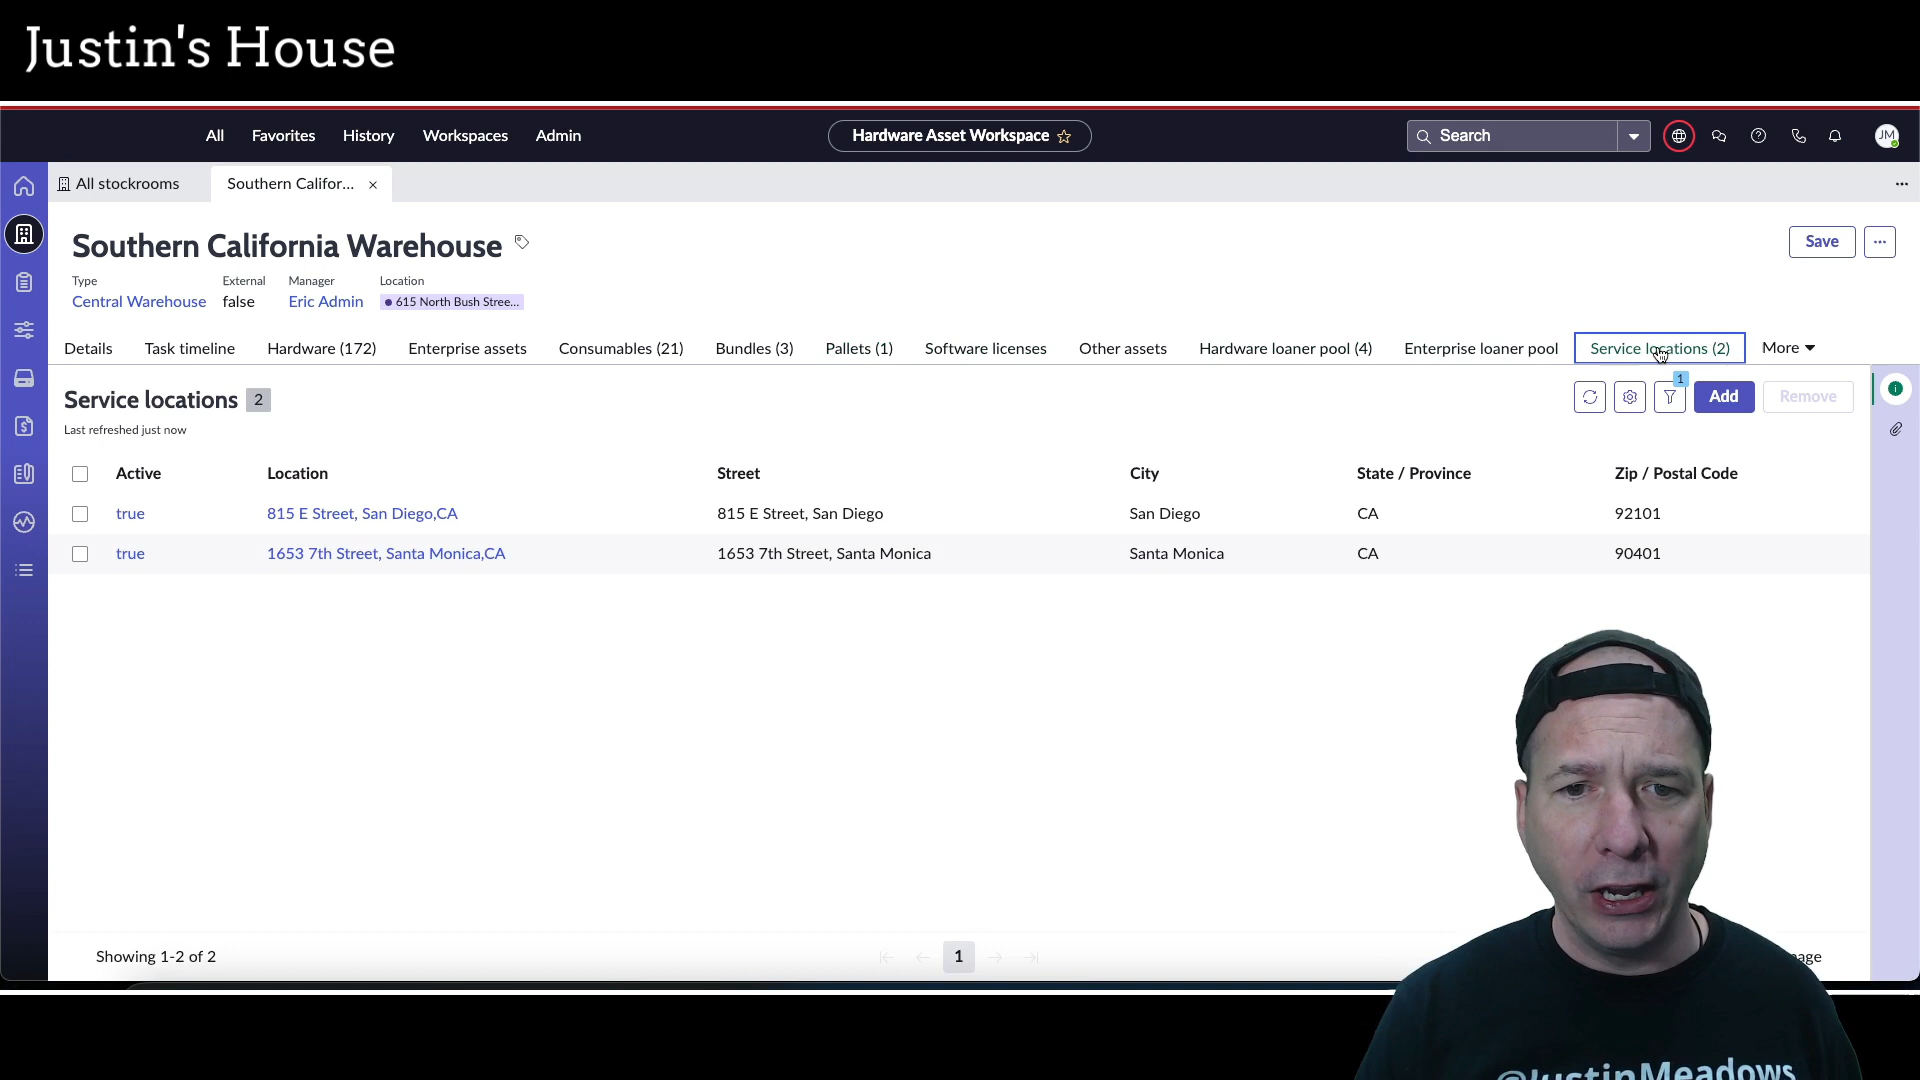 Justin's House
All Favorites History Workspaces Admin Hardware Asset Workspace Search JM
All stockrooms Southern Califor...
Southern California Warehouse Save
Type External Manager Location
Central Warehouse false Eric Admin 615 North Bush Stree...
Details Task timeline Hardware (172) Enterprise assets Consumables (21) Bundles (3) Pallets (1) Software licenses Other assets Hardware loaner pool (4) Enterprise loaner pool Service locations (2) More
Service locations 2 1 Add Remove
Last refreshed just now
Active Location Street City State / Province Zip / Postal Code
true 815 E Street, San Diego,CA 815 E Street, San Diego San Diego CA 92101
true 1653 7th Street, Santa Monica,CA 1653 7th Street, Santa Monica Santa Monica CA 90401
Showing 1-2 of 2 1
@JustinMeadows